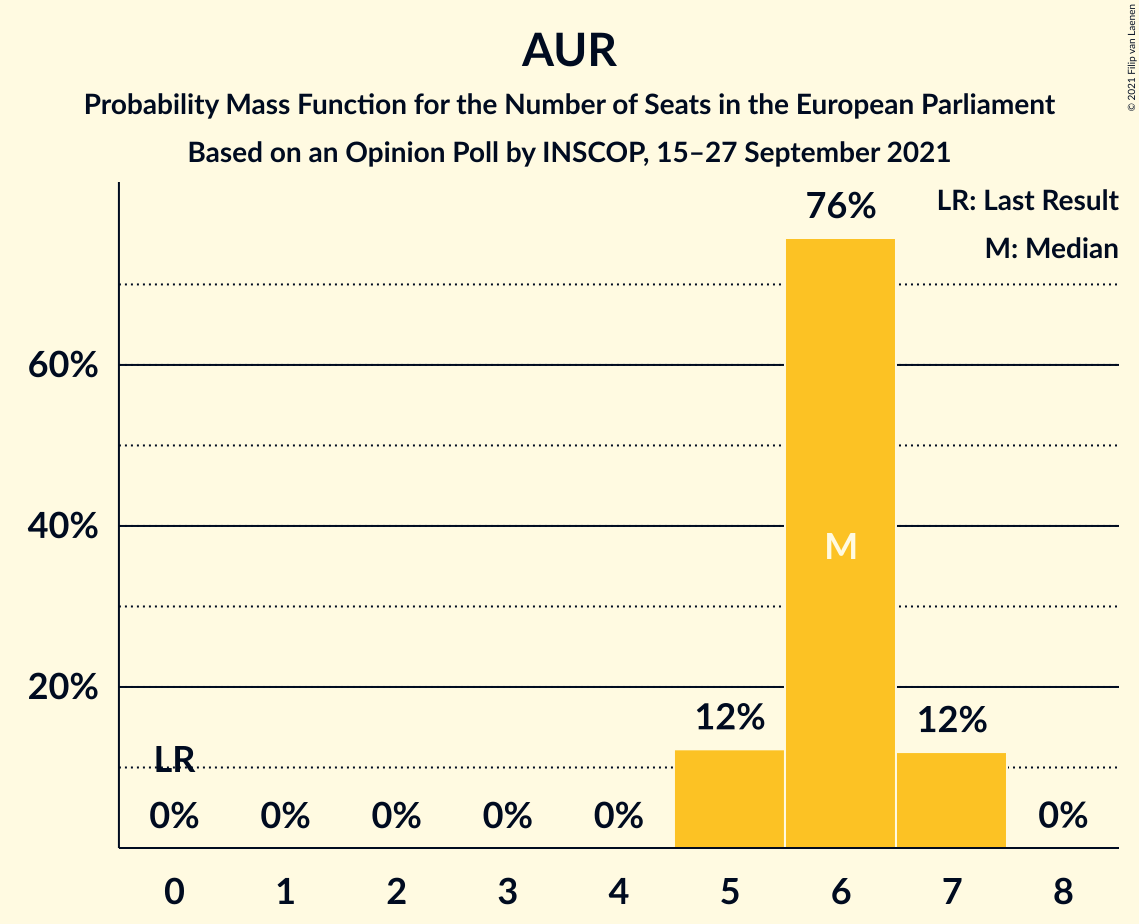 AUR
Probability Mass Function for the Number of Seats in the European Parliament
Based on an Opinion Poll by INSCOP, 15–27 September 2021
© 2021 Filip van Laenen
LR: Last Result
M: Median
76%
60%
40%
M
20%
12%
12%
LR
0%
0%
0%
0%
0%
0%
0
1
2
3
4
5
6
7
8